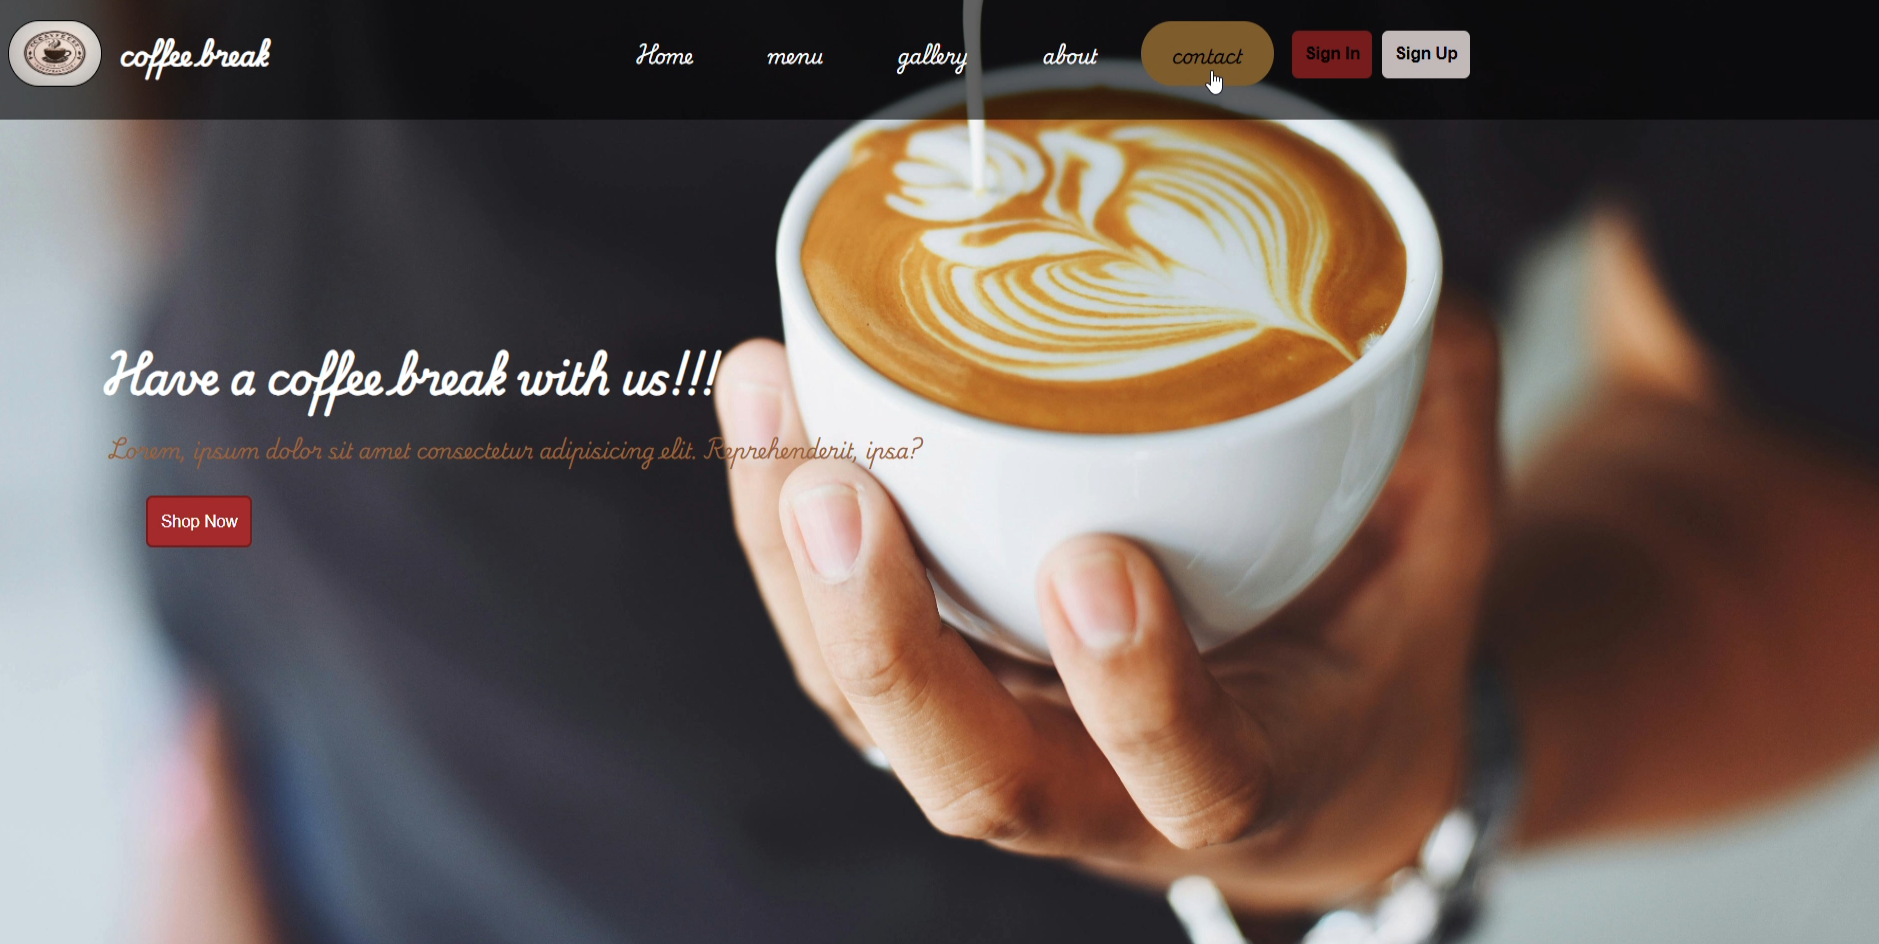 coffee break
Home menu gallery about contact Sign In Sign Up
Have a coffee break with us!!!
Lorem, ipsum dolor sit amet consectetur adipisicing elit. Reprehenderit, ipsa?
Shop Now